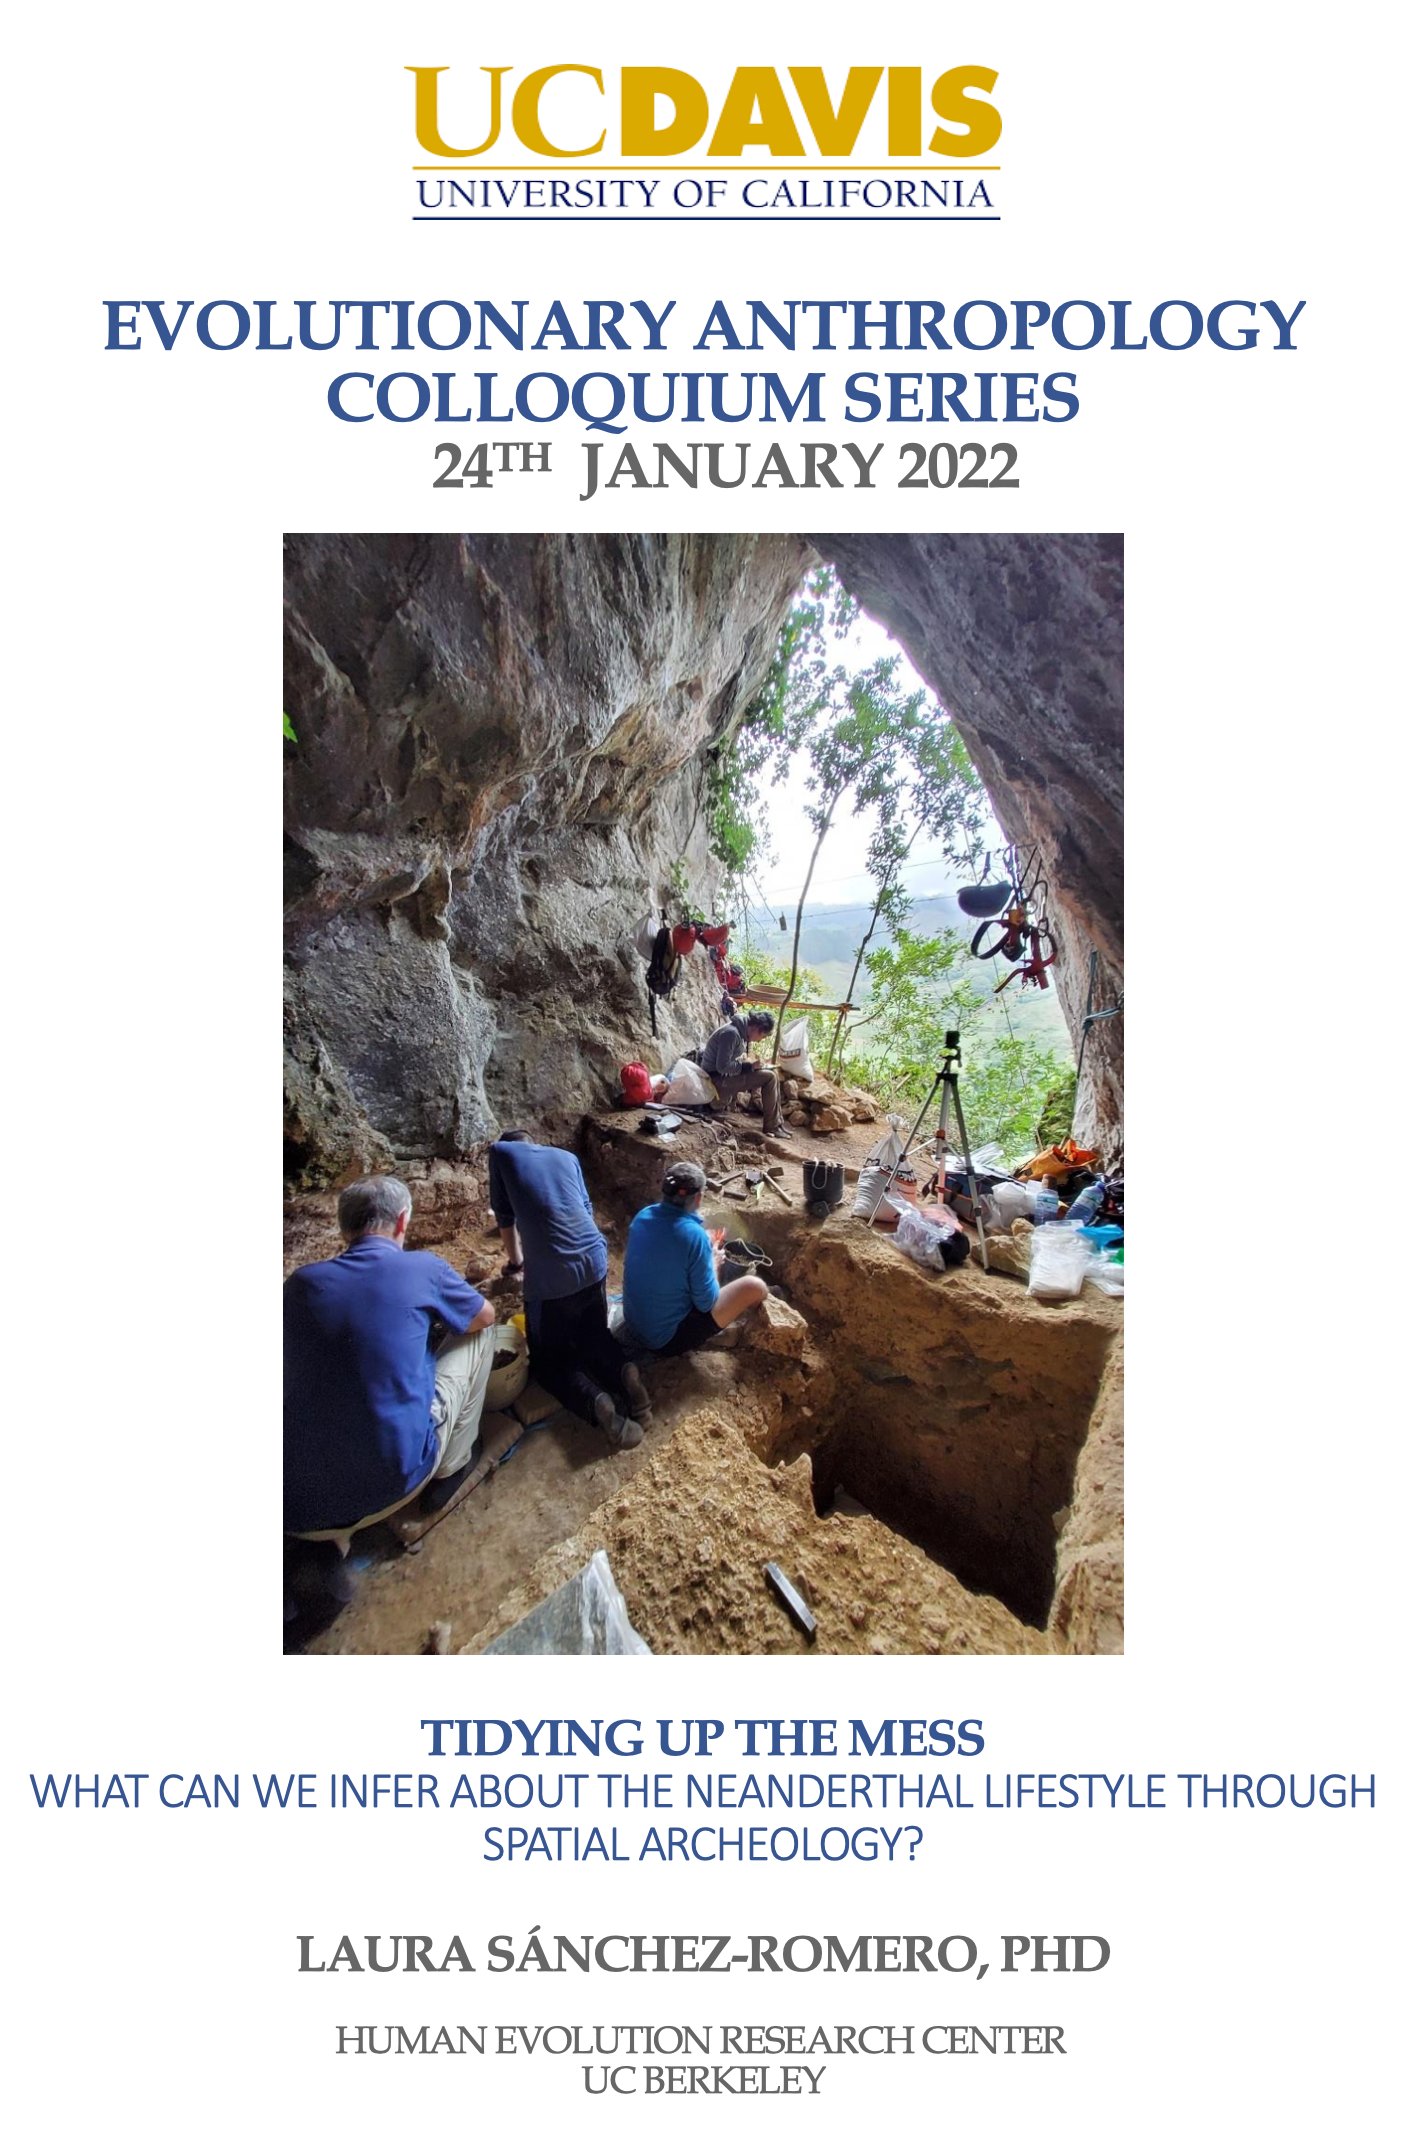 UCDAVIS
UNIVERSITY OF CALIFORNIA
EVOLUTIONARY ANTHROPOLOGY
COLLOQUIUM SERIES
24TH JANUARY 2022
TIDYING UP THE MESS
WHAT CAN WE INFER ABOUT THE NEANDERTHAL LIFESTYLE THROUGH
SPATIAL ARCHEOLOGY?
LAURA SÁNCHEZ-ROMERO, PHD
HUMAN EVOLUTION RESEARCH CENTER
UC BERKELEY